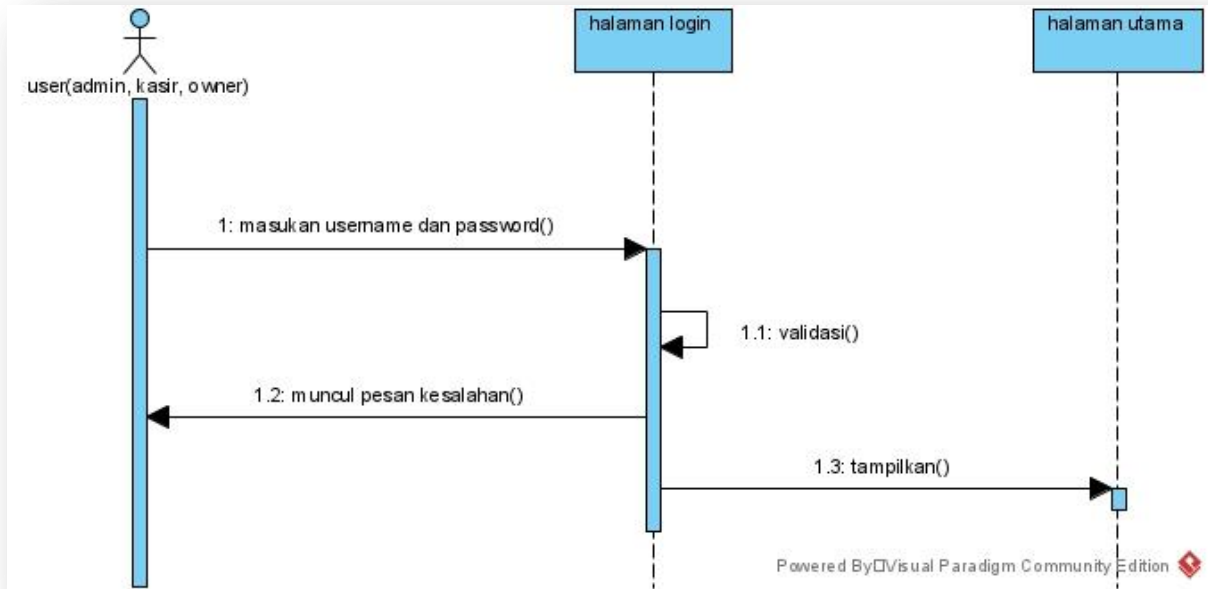 halaman login
halaman utama
user(admin, kasir, owner)
1: masukan username dan password()
1.1: validasi()
1.2: muncul pesan kesalahan()
1.3: tampilkan()
Powered By□Visual Paradigm Community Edition